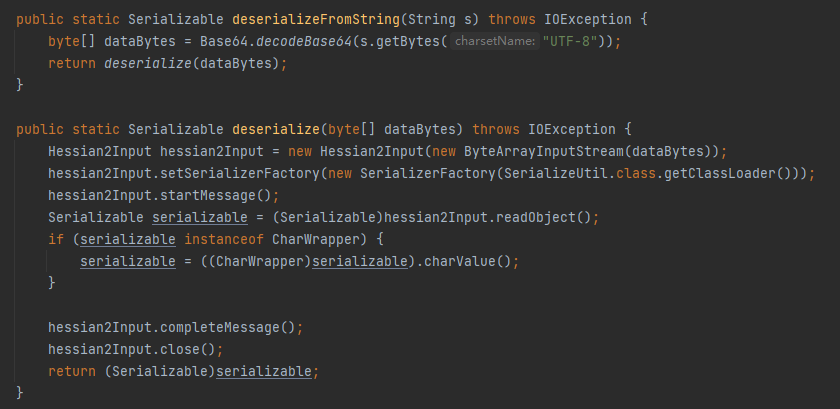 public static Serializable deserializeFromString(String s) throws IOException {
    byte[] dataBytes = Base64.decodeBase64(s.getBytes( charsetName: "UTF-8"));
    return deserialize(dataBytes);
}

public static Serializable deserialize(byte[] dataBytes) throws IOException {
    Hessian2Input hessian2Input = new Hessian2Input(new ByteArrayInputStream(dataBytes));
    hessian2Input.setSerializerFactory(new SerializerFactory(SerializeUtil.class.getClassLoader()));
    hessian2Input.startMessage();
    Serializable serializable = (Serializable)hessian2Input.readObject();
    if (serializable instanceof CharWrapper) {
        serializable = ((CharWrapper)serializable).charValue();
    }

    hessian2Input.completeMessage();
    hessian2Input.close();
    return (Serializable)serializable;
}